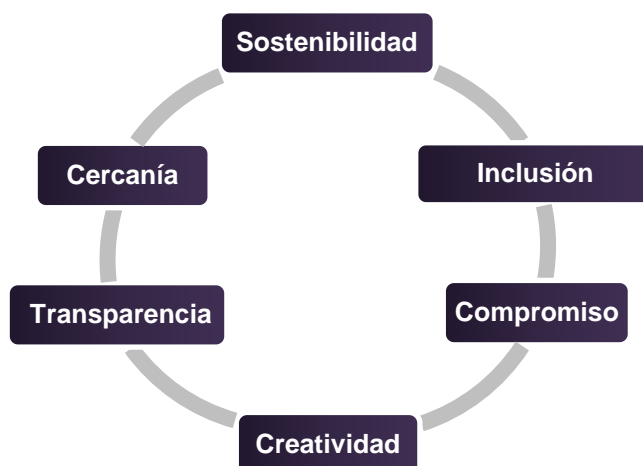 Sostenibilidad
Inclusión
Compromiso
Creatividad
Transparencia
Cercanía